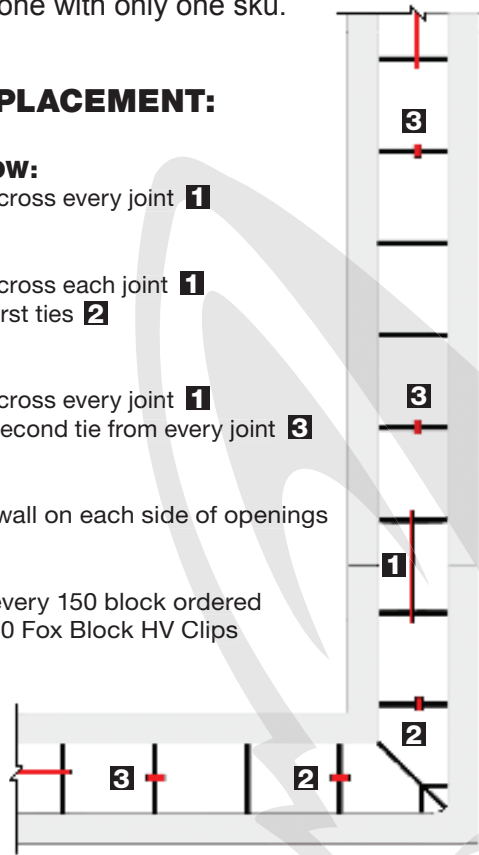 one with only one sku.
PLACEMENT:
OW:
cross every joint 1
cross each joint 1
rst ties 2
cross every joint 1
second tie from every joint 3
wall on each side of openings
every 150 block ordered
0 Fox Block HV Clips
3
3
1
2
3 2